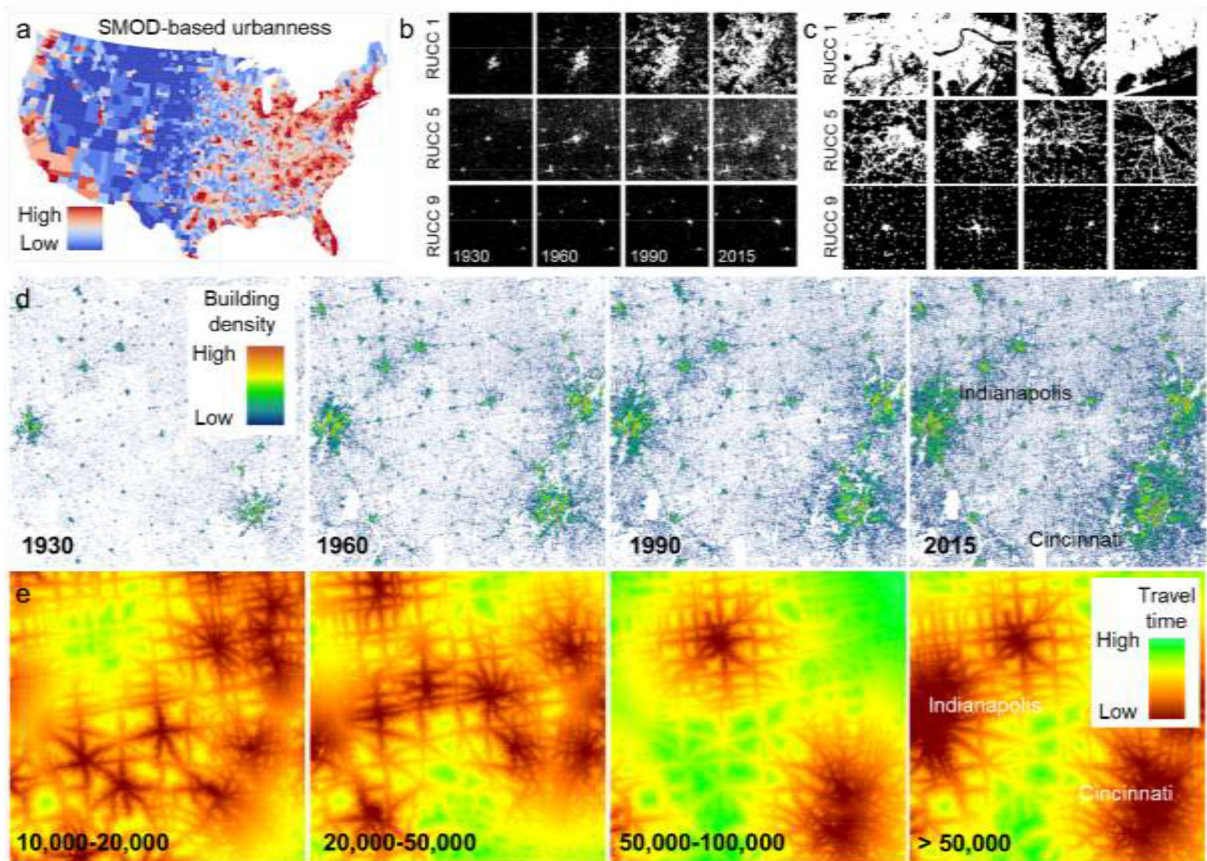 a
SMOD-based urbanness
High
Low
b
RUCC 1
RUCC 5
RUCC 9
1930
1960
1990
2015
c
RUCC 1
RUCC 5
RUCC 9
d
Building
density
High
Low
1930
1960
1990
Indianapolis
Cincinnati
2015
e
10,000-20,000
20,000-50,000
50,000-100,000
Travel
time
High
Low
Indianapolis
Cincinnati
> 50,000